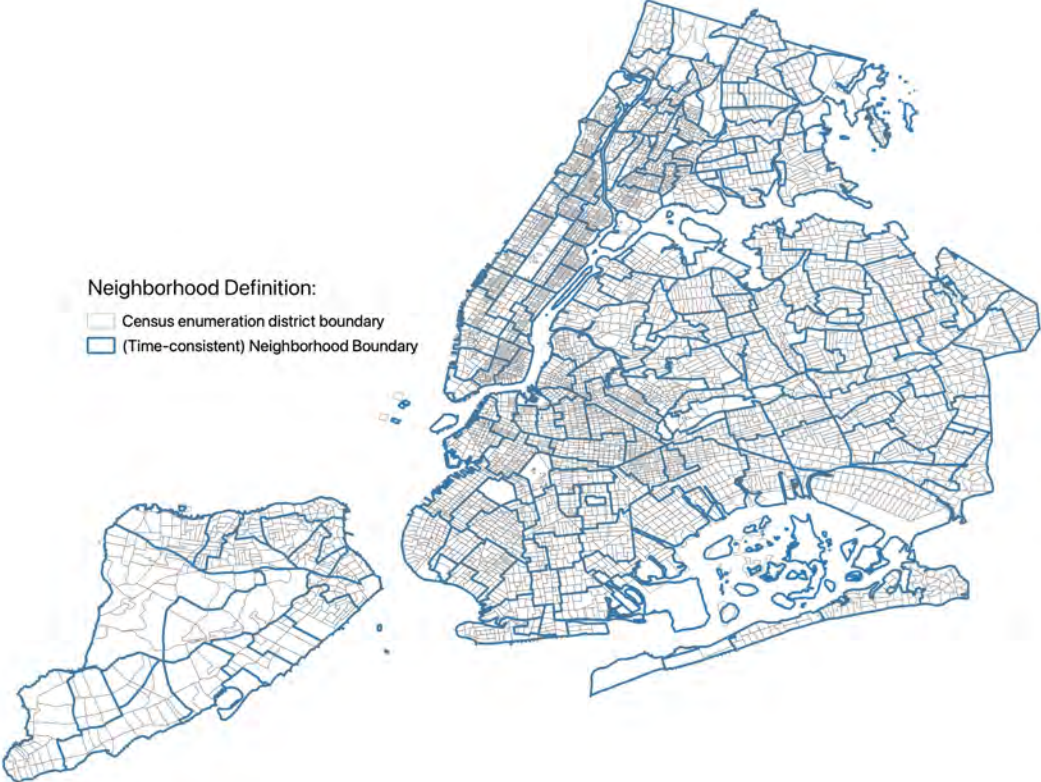 Neighborhood Definition:
Census enumeration district boundary
(Time-consistent) Neighborhood Boundary